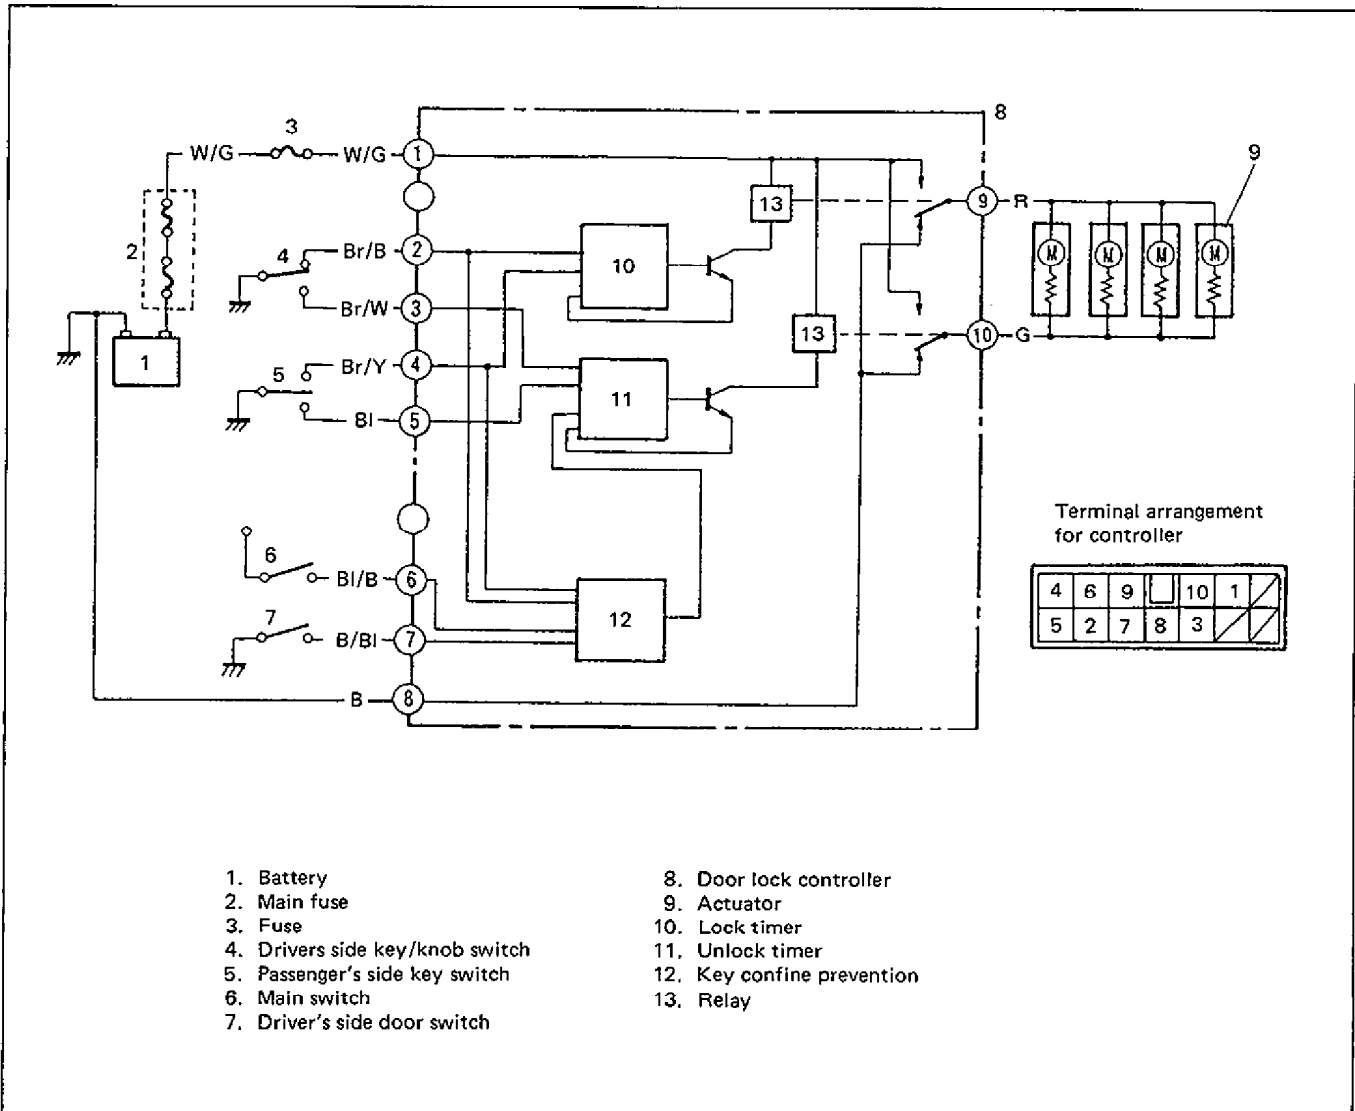 8
3
9
W/G
W/G
1
13
9
R
2
4
Br/B
2
10
M
M
M
M
Br/W
3
13
10
G
1
5
Br/Y
4
11
Bl
5
Terminal arrangement
for controller
6
Bl/B
6
4 6 9 10 1
5 2 7 8 3
7
B/Bl
7
12
B
8
1. Battery
2. Main fuse
3. Fuse
4. Drivers side key/knob switch
5. Passenger's side key switch
6. Main switch
7. Driver's side door switch
8. Door lock controller
9. Actuator
10. Lock timer
11. Unlock timer
12. Key confine prevention
13. Relay